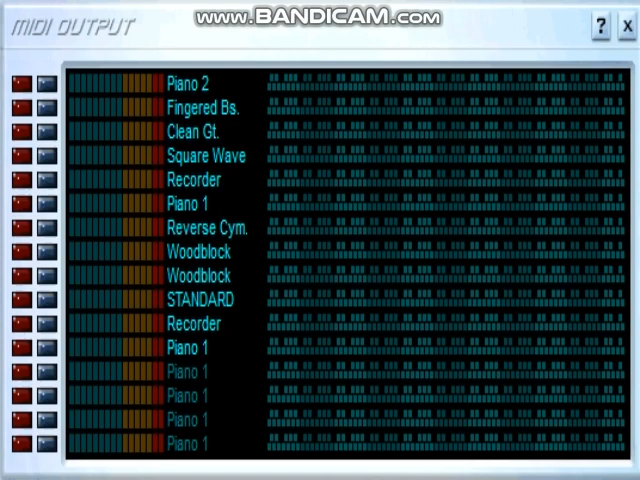 www.BANDICAM.com
MIDI OUTPUT
? X
Piano 2
Fingered Bs.
Clean Gt.
Square Wave
Recorder
Piano 1
Reverse Cym.
Woodblock
Woodblock
STANDARD
Recorder
Piano 1
Piano 1
Piano 1
Piano 1
Piano 1